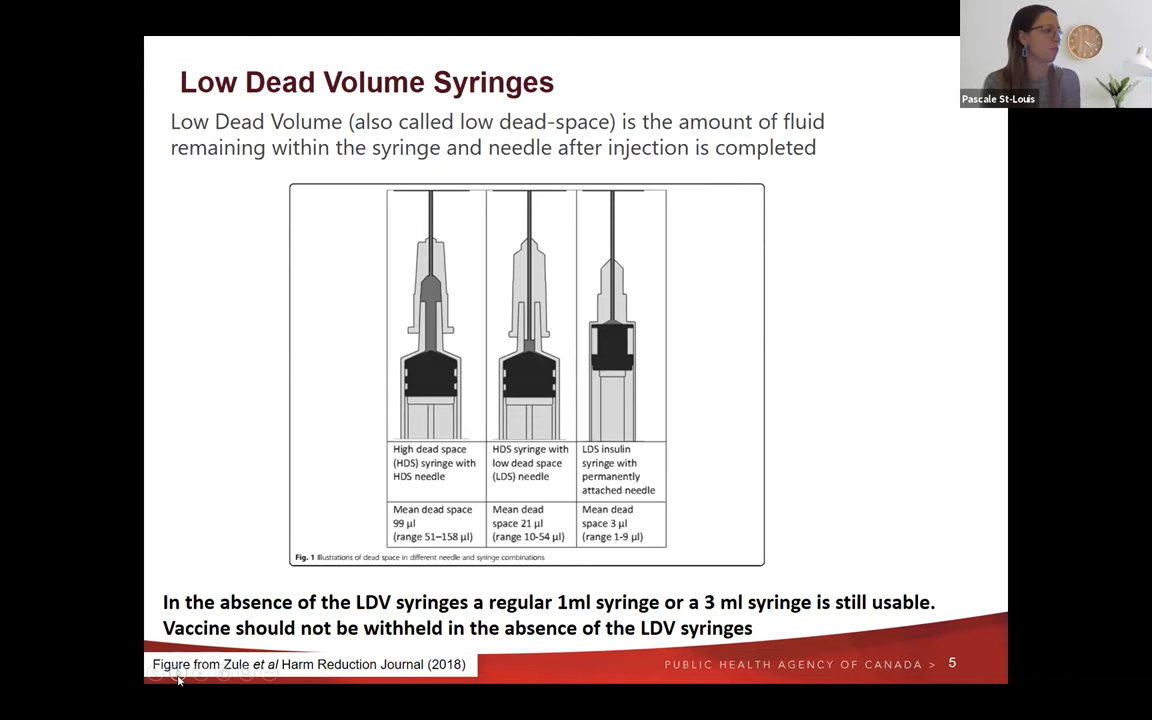 Low Dead Volume Syringes
Low Dead Volume (also called low dead-space) is the amount of fluid
remaining within the syringe and needle after injection is completed
High dead space
(HDS) syringe with
HDS needle
HDS syringe with
low dead space
(LDS) needle
LDS insulin
syringe with
permanently
attached needle
Mean dead space
99 µl
(range 51–158 µl)
Mean dead
space 21 µl
(range 10-54 µl)
Mean dead
space 3 µl
(range 1-9 µl)
Fig. 1 Illustrations of dead space in different needle and syringe combinations
In the absence of the LDV syringes a regular 1ml syringe or a 3 ml syringe is still usable.
Vaccine should not be withheld in the absence of the LDV syringes
Figure from Zule et al Harm Reduction Journal (2018)
PUBLIC HEALTH AGENCY OF CANADA > 5
Pascale St-Louis